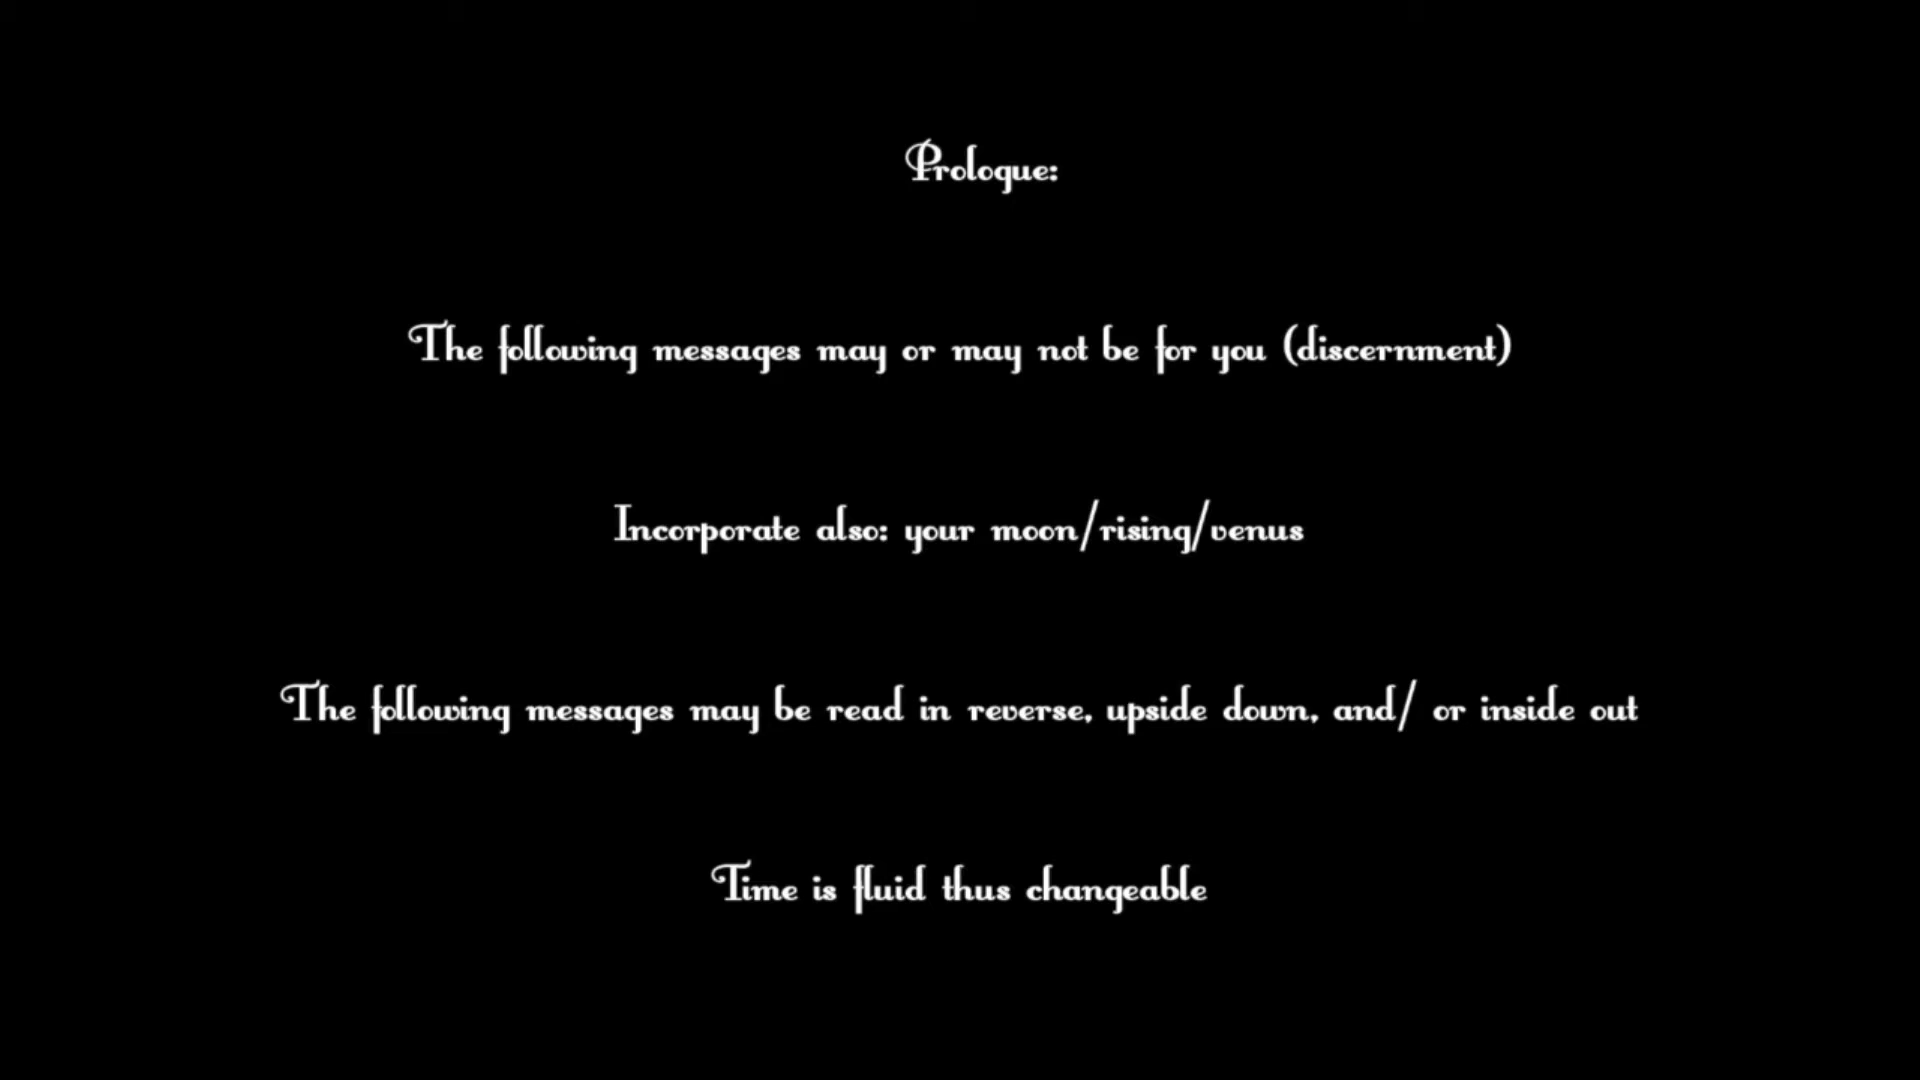 Prologue:
The following messages may or may not be for you (discernment)
Incorporate also: your moon/rising/venus
The following messages may be read in reverse, upside down, and/ or inside out
Time is fluid thus changeable